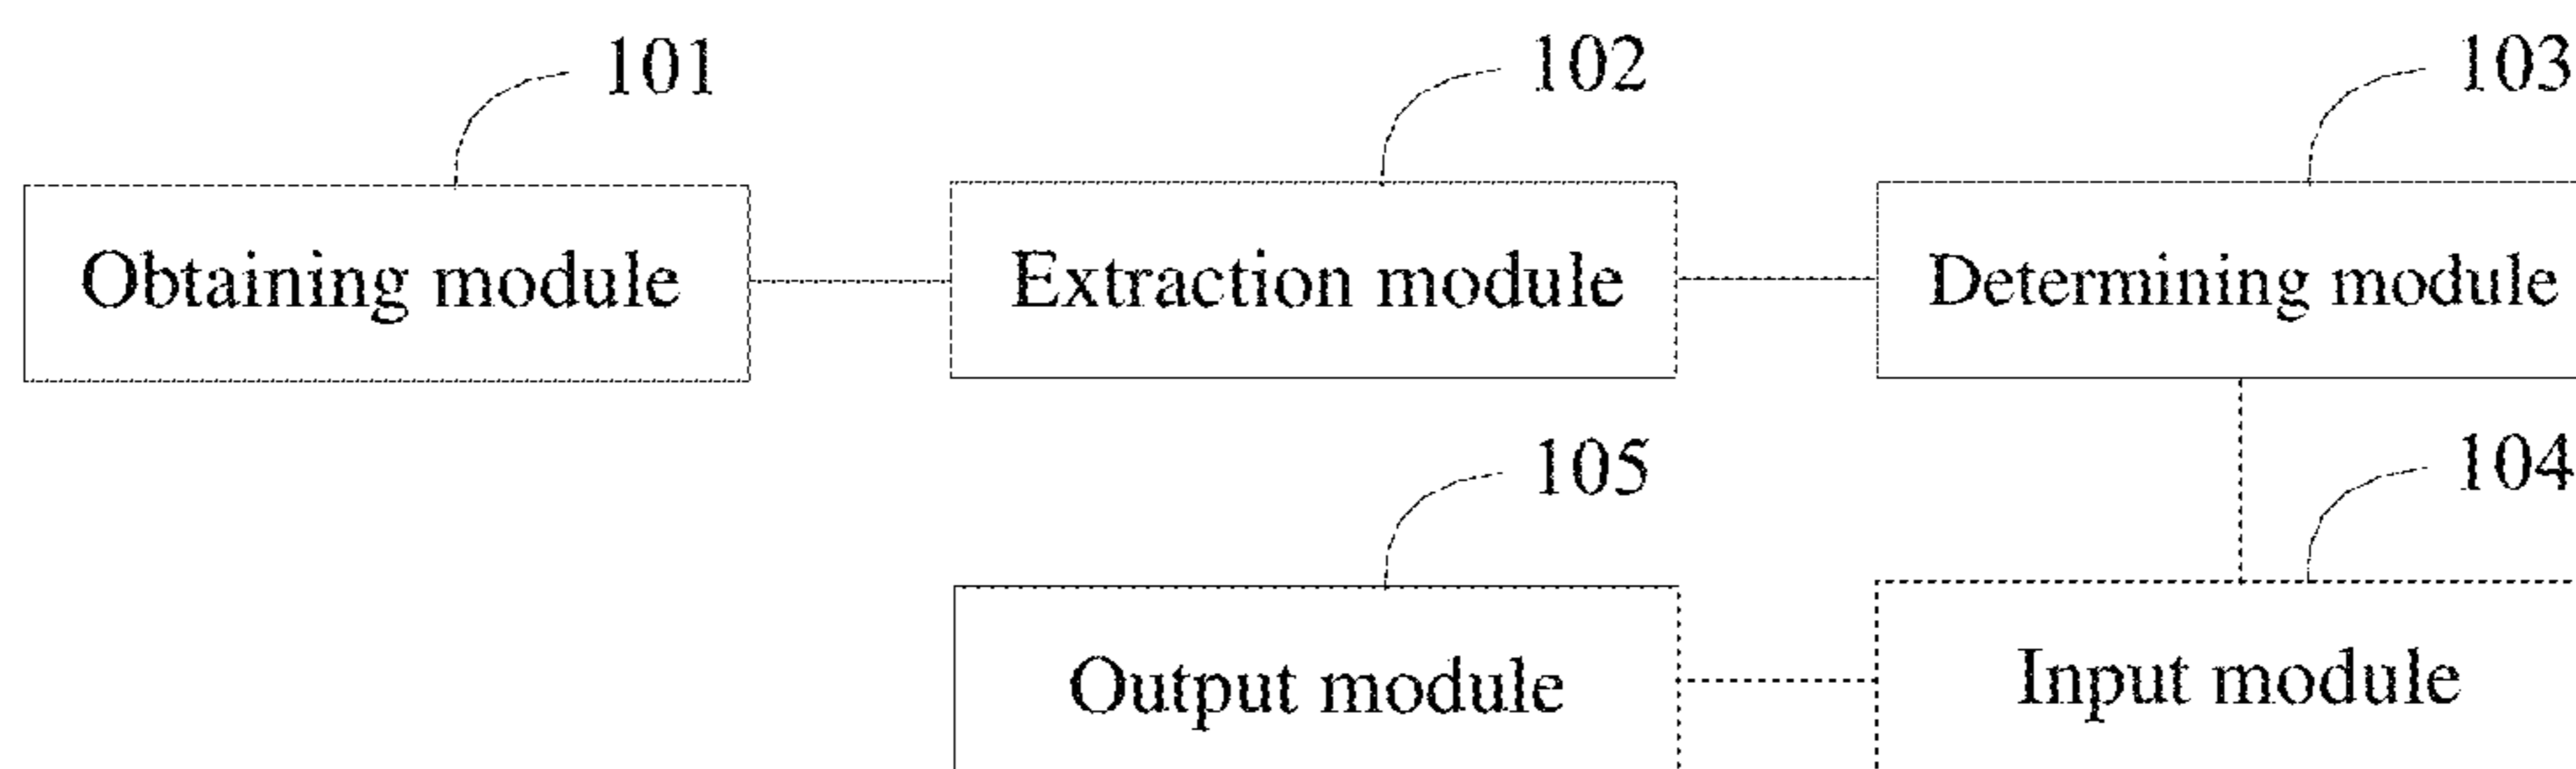 101
102
103
Obtaining module
Extraction module
Determining module
105
104
Output module
Input module